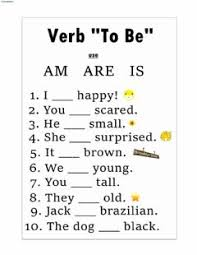 Verb "To Be"
use
AM ARE IS
1. I ___ happy!
2. You ___ scared.
3. He ___ small.
4. She ___ surprised.
5. It ___ brown.
6. We ___ young.
7. You ___ tall.
8. They ___ old.
9. Jack ___ brazilian.
10. The dog ___ black.